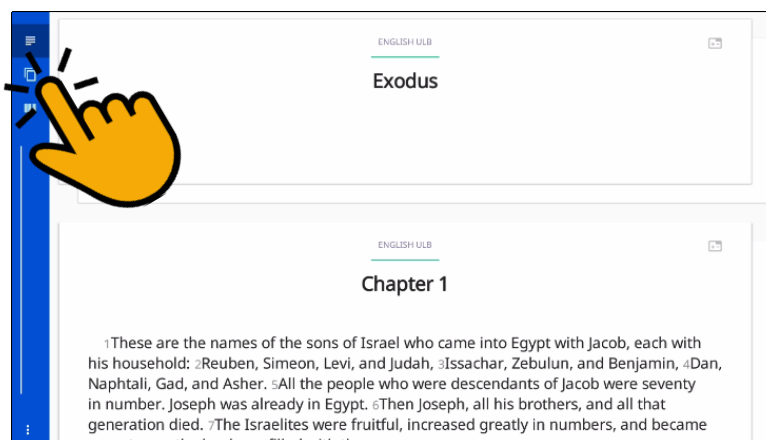 ENGLISH ULB
Exodus
ENGLISH ULB
Chapter 1
1These are the names of the sons of Israel who came into Egypt with Jacob, each with
his household: 2Reuben, Simeon, Levi, and Judah, 3Issachar, Zebulun, and Benjamin, 4Dan,
Naphtali, Gad, and Asher. 5All the people who were descendants of Jacob were seventy
in number. Joseph was already in Egypt. 6Then Joseph, all his brothers, and all that
generation died. 7The Israelites were fruitful, increased greatly in numbers, and became